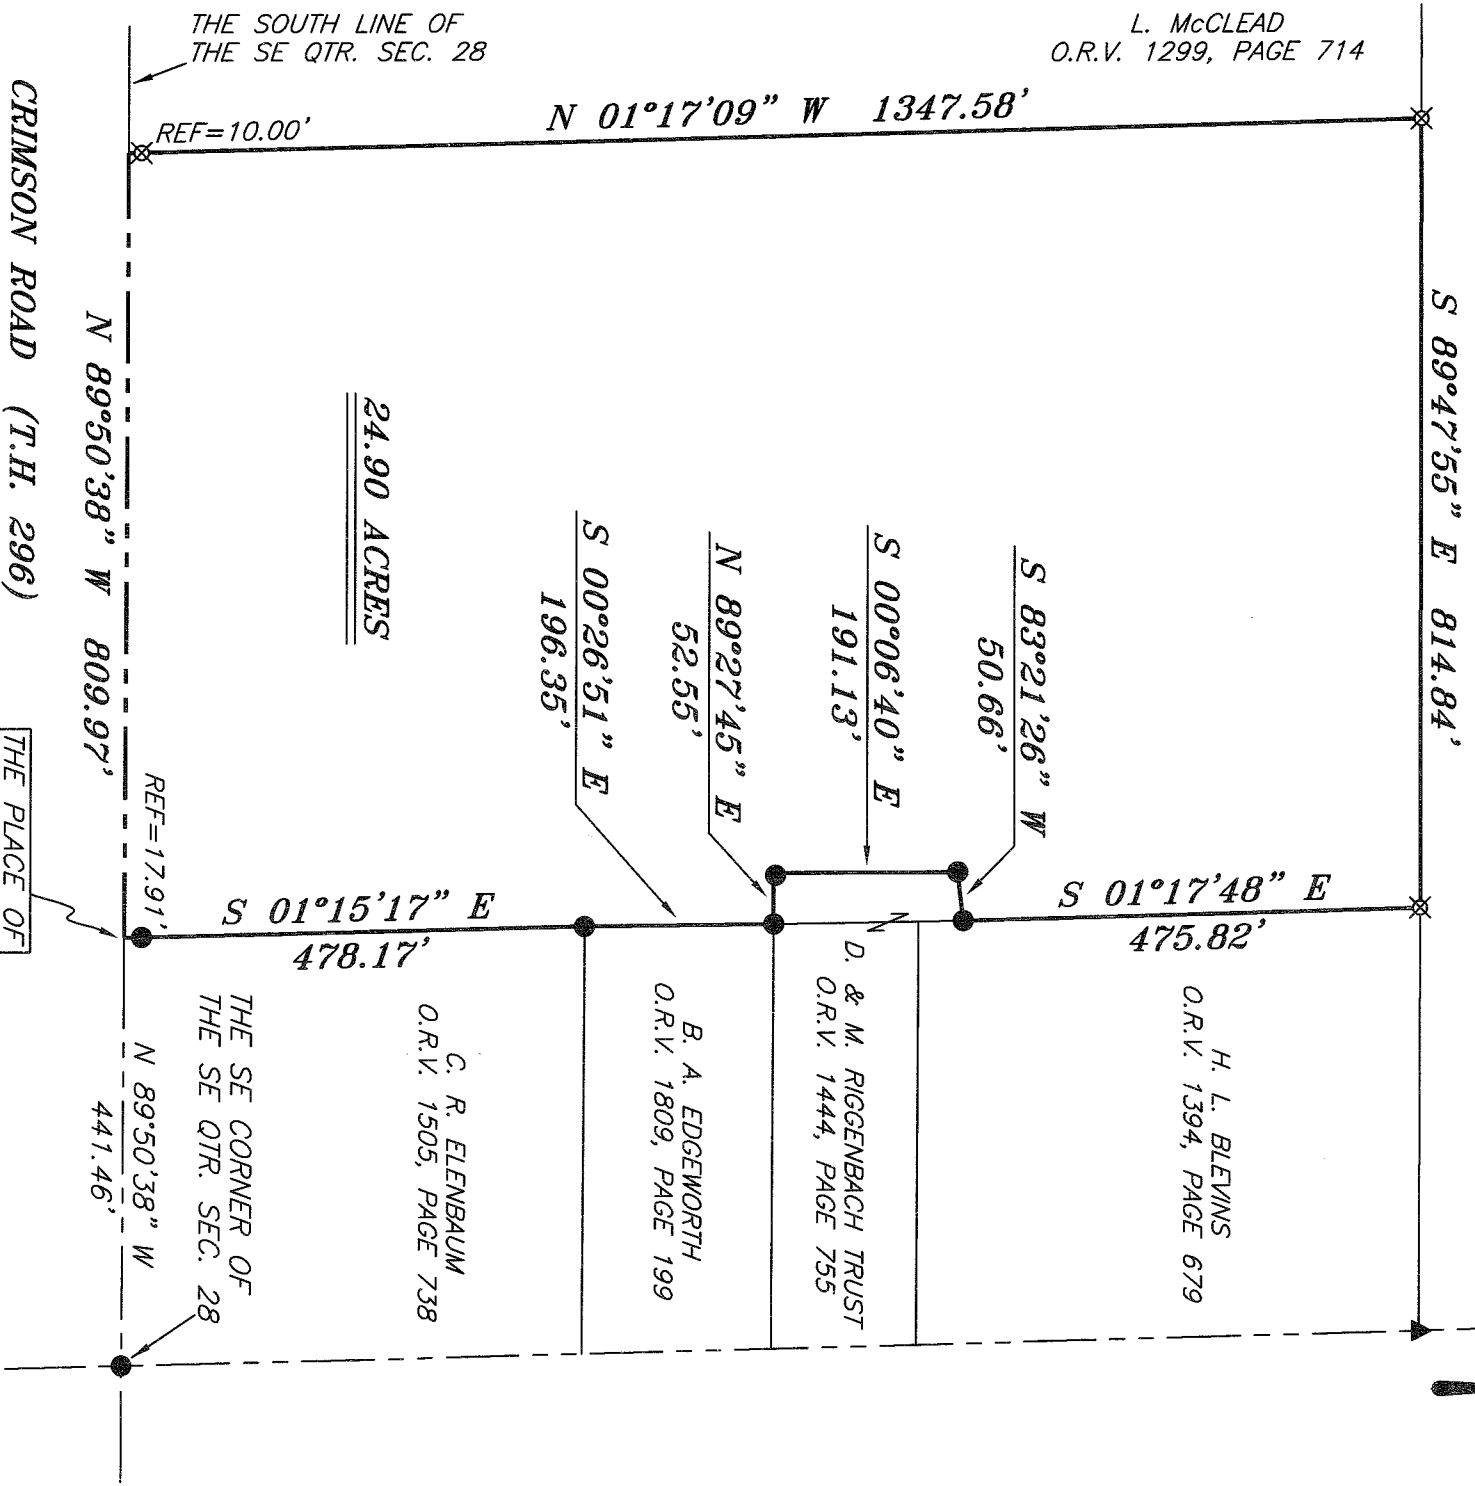 THE SOUTH LINE OF
THE SE QTR. SEC. 28
L. McCLEAD
O.R.V. 1299, PAGE 714
N 01°17'09" W 1347.58'
REF=10.00'
CRIMSON ROAD (T.H. 296)
S 89°47'55" E 814.84'
N 89°50'38" W 809.97'
24.90 ACRES
S 83°21'26" W
50.66'
S 00°06'40" E
191.13'
N 89°27'45" E
52.55'
S 00°26'51" E
196.35'
REF=17.91'
THE PLACE OF
S 01°15'17" E
478.17'
S 01°17'48" E
475.82'
H. L. BLEVINS
O.R.V. 1394, PAGE 679
D. & M. RIGGENBACH TRUST
O.R.V. 1444, PAGE 755
B. A. EDGEWORTH
O.R.V. 1809, PAGE 199
C. R. ELENBAUM
O.R.V. 1505, PAGE 738
THE SE CORNER OF
THE SE QTR. SEC. 28
N 89°50'38" W
441.46'
Z